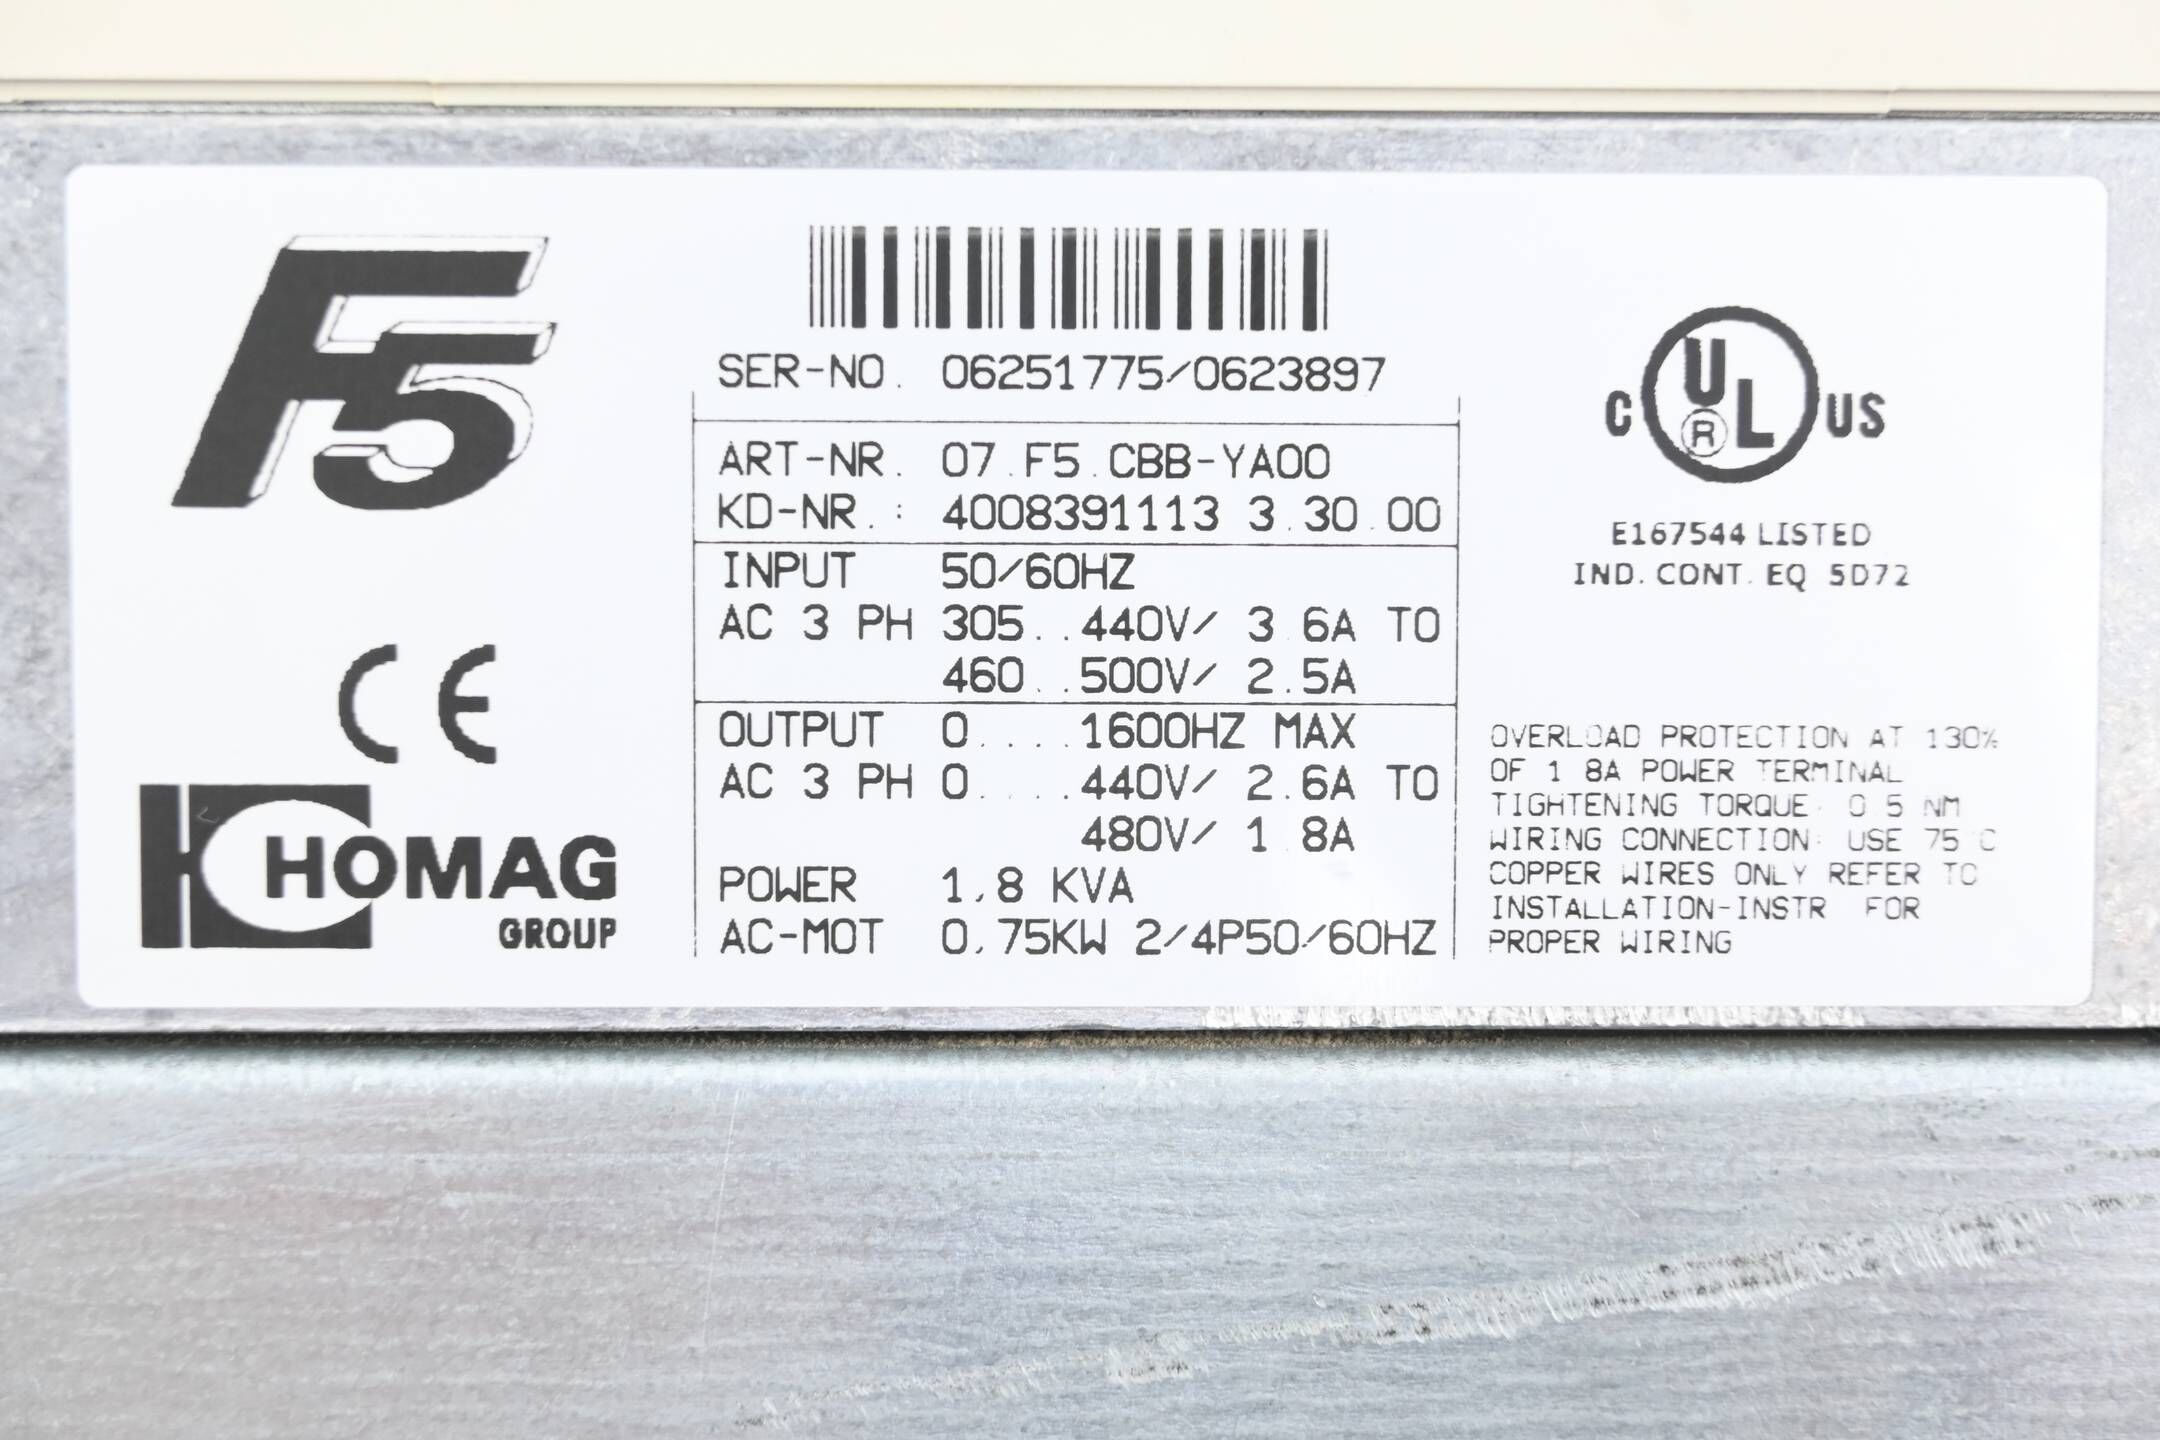 F5
SER-NO. 06251775/0623897
ART-NR. 07.F5.CBB-YA00
KD-NR.: 4008391113 3.30.00
INPUT 50/60HZ
AC 3 PH 305....440V/ 3.6A TO
460...500V/ 2.5A
OUTPUT 0.....1600HZ MAX
AC 3 PH 0.....440V/ 2.6A TO
480V/ 1.8A
POWER 1,8 KVA
AC-MOT 0,75KW 2/4P50/60HZ
CE
HOMAG
GROUP
C UL US
R
E167544 LISTED
IND. CONT. EQ 5D72
OVERLOAD PROTECTION AT 130%
OF 1.8A POWER TERMINAL
TIGHTENING TORQUE: 0.5 NM
WIRING CONNECTION: USE 75°C
COPPER WIRES ONLY REFER TO
INSTALLATION-INSTR. FOR
PROPER WIRING